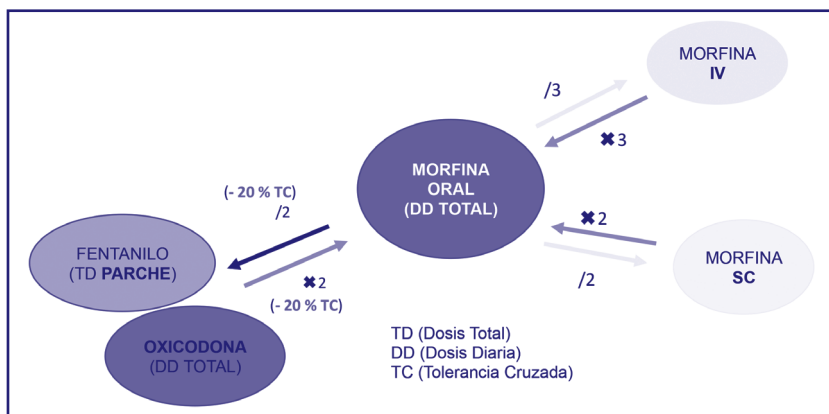 MORFINA
IV
/3
✖3
MORFINA
ORAL
(DD TOTAL)
(- 20 % TC)
/2
✖2
/2
MORFINA
SC
FENTANILO
(TD PARCHE)
✖2
(- 20 % TC)
OXICODONA
(DD TOTAL)
TD (Dosis Total)
DD (Dosis Diaria)
TC (Tolerancia Cruzada)